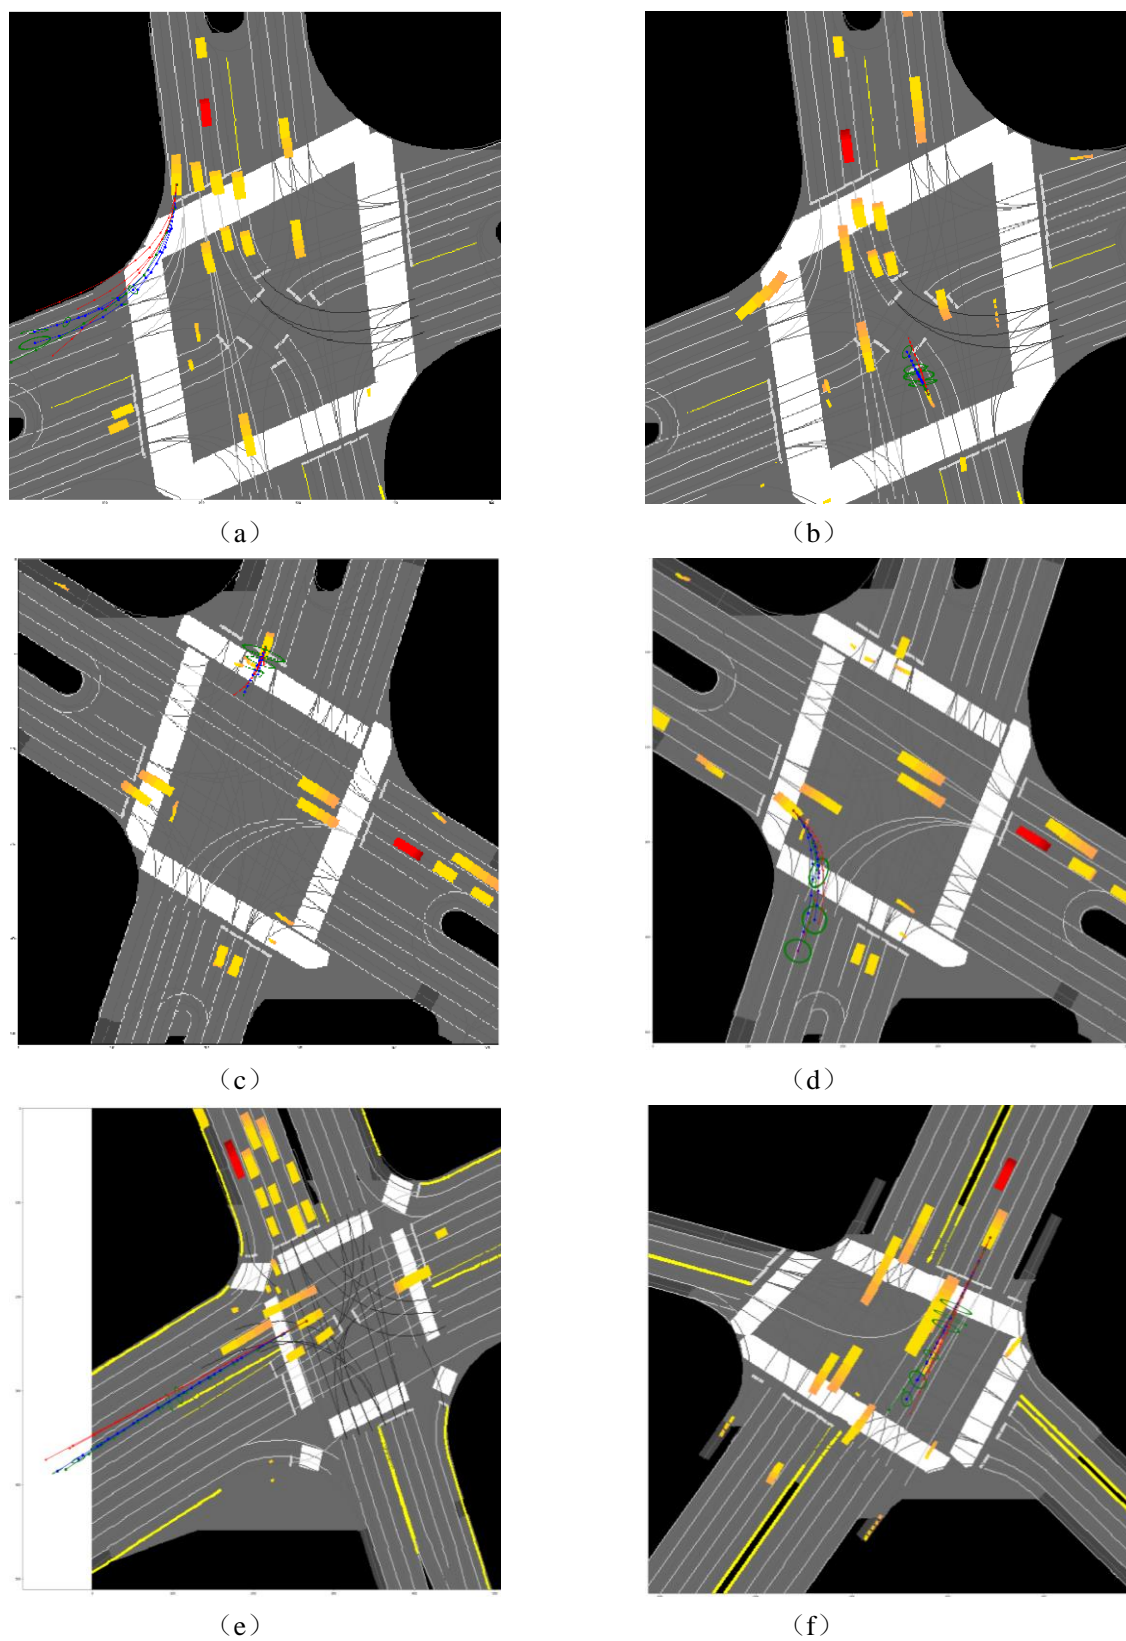 （a）
（b）
（c）
（d）
（e）
（f）